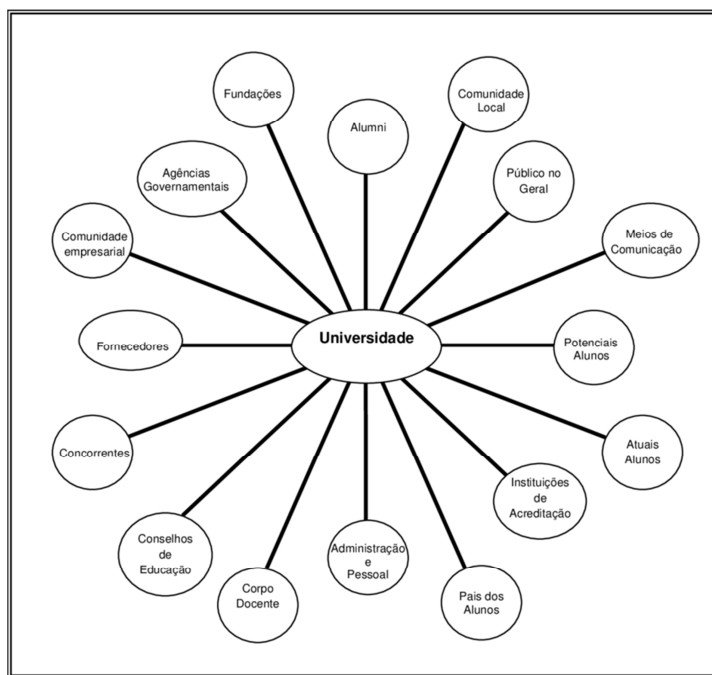 Fundações
Alumni
Comunidade
Local
Agências
Governamentais
Público no
Geral
Comunidade
empresarial
Meios de
Comunicação
Universidade
Fornecedores
Potenciais
Alunos
Concorrentes
Atuais
Alunos
Instituições
de
Acreditação
Conselhos
de
Educação
Administração
e
Pessoal
Corpo
Docente
Pais dos
Alunos